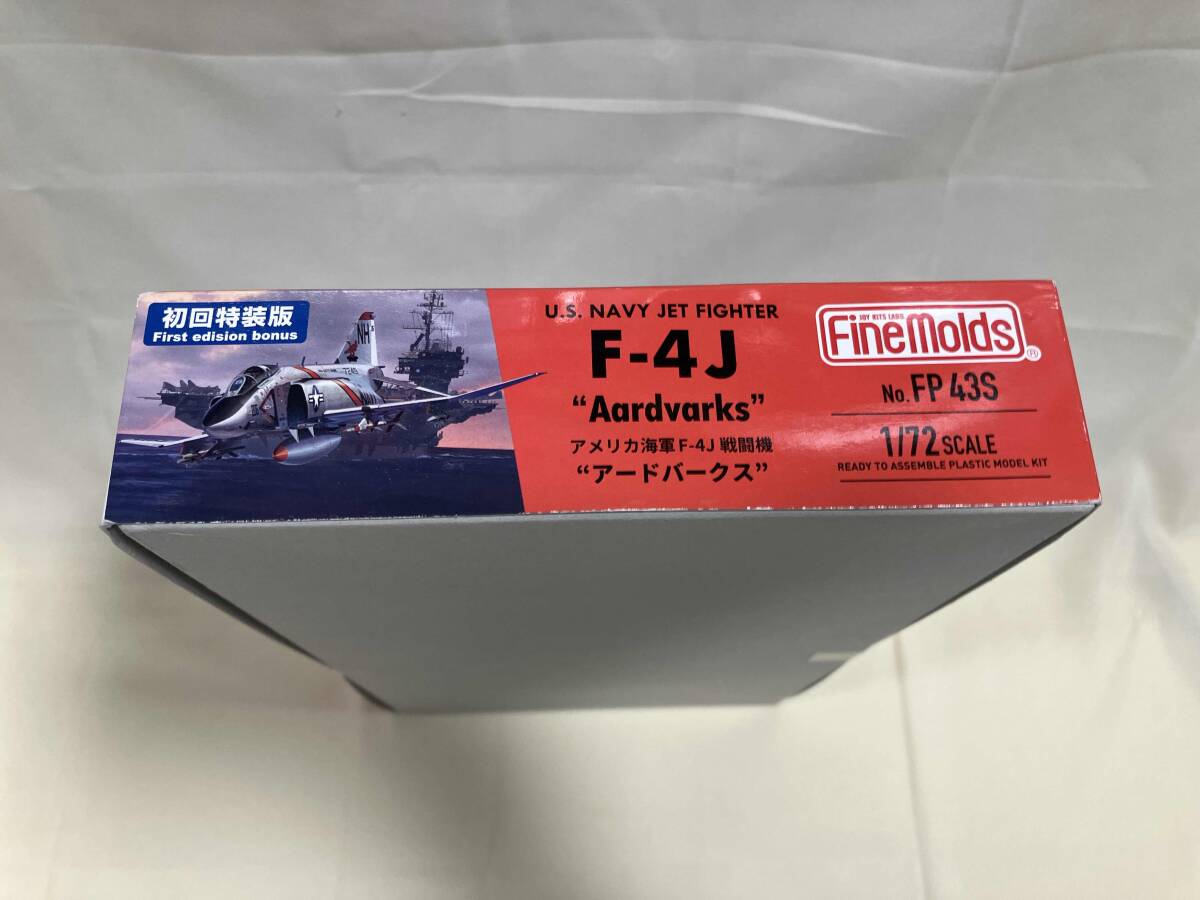 初回特装版
First edision bonus
NH
U.S. NAVY JET FIGHTER
F-4J
“Aardvarks”
アメリカ海軍 F-4J 戦闘機
“アードバークス”
JOY KITS LABO
FineMolds
®
No. FP 43S
1/72 SCALE
READY TO ASSEMBLE PLASTIC MODEL KIT